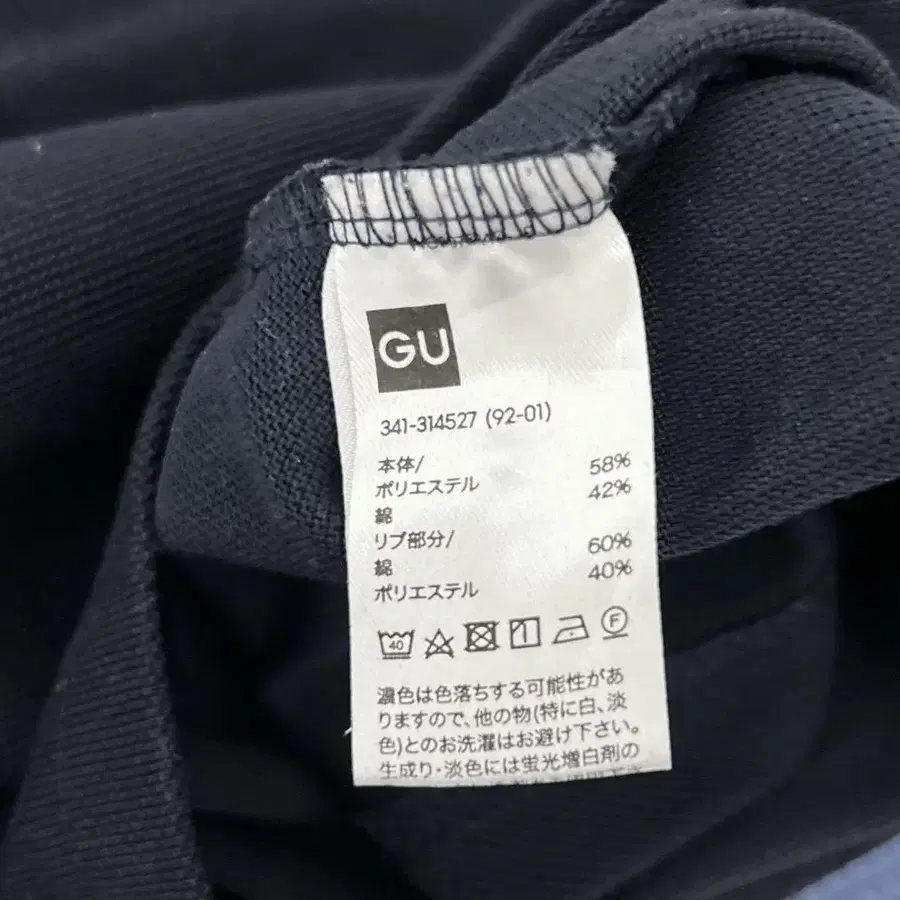 GU
341-314527 (92-01)
本体/
ポリエステル 58%
綿 42%
リブ部分/
綿 60%
ポリエステル 40%
40
F
濃色は色落ちする可能性があ
りますので、他の物(特に白、淡
色)とのお洗濯はお避け下さい。
生成り・淡色には蛍光増白剤の